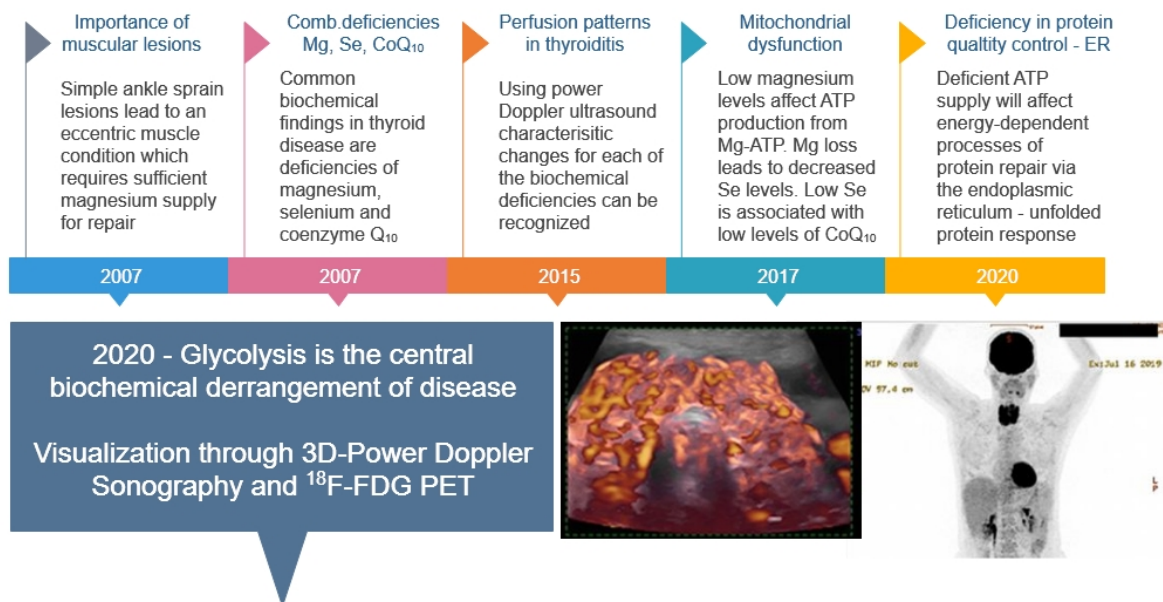 Importance of
muscular lesions
Simple ankle sprain
lesions lead to an
eccentric muscle
condition which
requires sufficient
magnesium supply
for repair
2007
Comb.deficiencies
Mg, Se, CoQ₁₀
Common
biochemical
findings in thyroid
disease are
deficiencies of
magnesium,
selenium and
coenzyme Q₁₀
2007
Perfusion patterns
in thyroiditis
Using power
Doppler ultrasound
characterisitic
changes for each of
the biochemical
deficiencies can be
recognized
2015
Mitochondrial
dysfunction
Low magnesium
levels affect ATP
production from
Mg-ATP. Mg loss
leads to decreased
Se levels. Low Se
is associated with
low levels of CoQ₁₀
2017
Deficiency in protein
qualtity control - ER
Deficient ATP
supply will affect
energy-dependent
processes of
protein repair via
the endoplasmic
reticulum - unfolded
protein response
2020
2020 - Glycolysis is the central
biochemical derrangement of disease
Visualization through 3D-Power Doppler
Sonography and ¹⁸F-FDG PET
S
MIP No cut
Ex:Jul 16 2019
DV 57.4 cm
L
P